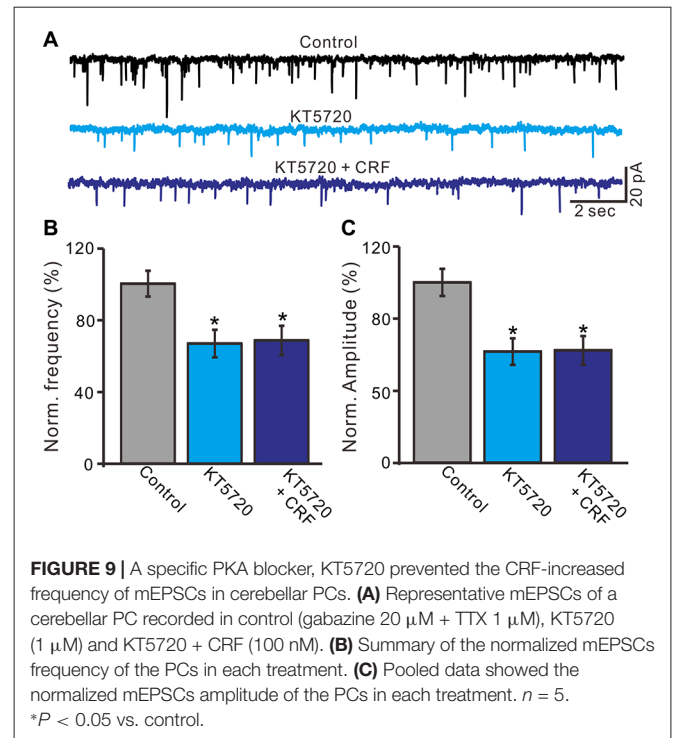 A
Control
KT5720
KT5720 + CRF
20 pA
2 sec
B
120
80
40
0
Norm. frequency (%)
Control
KT5720
KT5720
+ CRF
C
120
80
50
0
Norm. Amplitude (%)
Control
KT5720
KT5720
+ CRF
* *
* *
FIGURE 9 | A specific PKA blocker, KT5720 prevented the CRF-increased
frequency of mEPSCs in cerebellar PCs. (A) Representative mEPSCs of a
cerebellar PC recorded in control (gabazine 20 μM + TTX 1 μM), KT5720
(1 μM) and KT5720 + CRF (100 nM). (B) Summary of the normalized mEPSCs
frequency of the PCs in each treatment. (C) Pooled data showed the
normalized mEPSCs amplitude of the PCs in each treatment. n = 5.
*P < 0.05 vs. control.